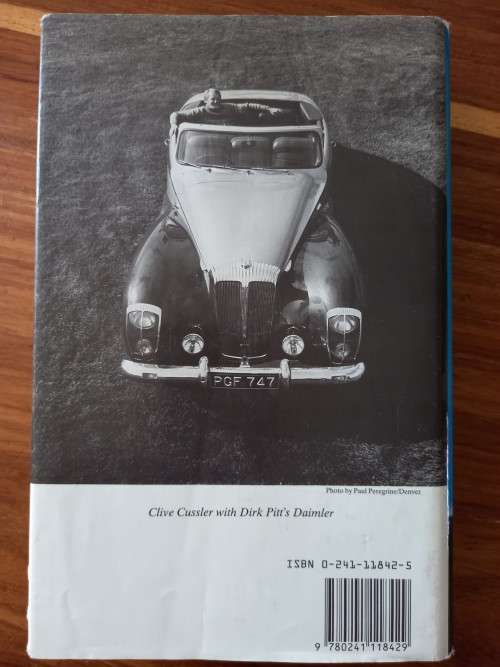 PGF 747
Photo by Paul Peregrine/Denver
Clive Cussler with Dirk Pitt's Daimler
ISBN 0-241-11842-5
9 780241 118429